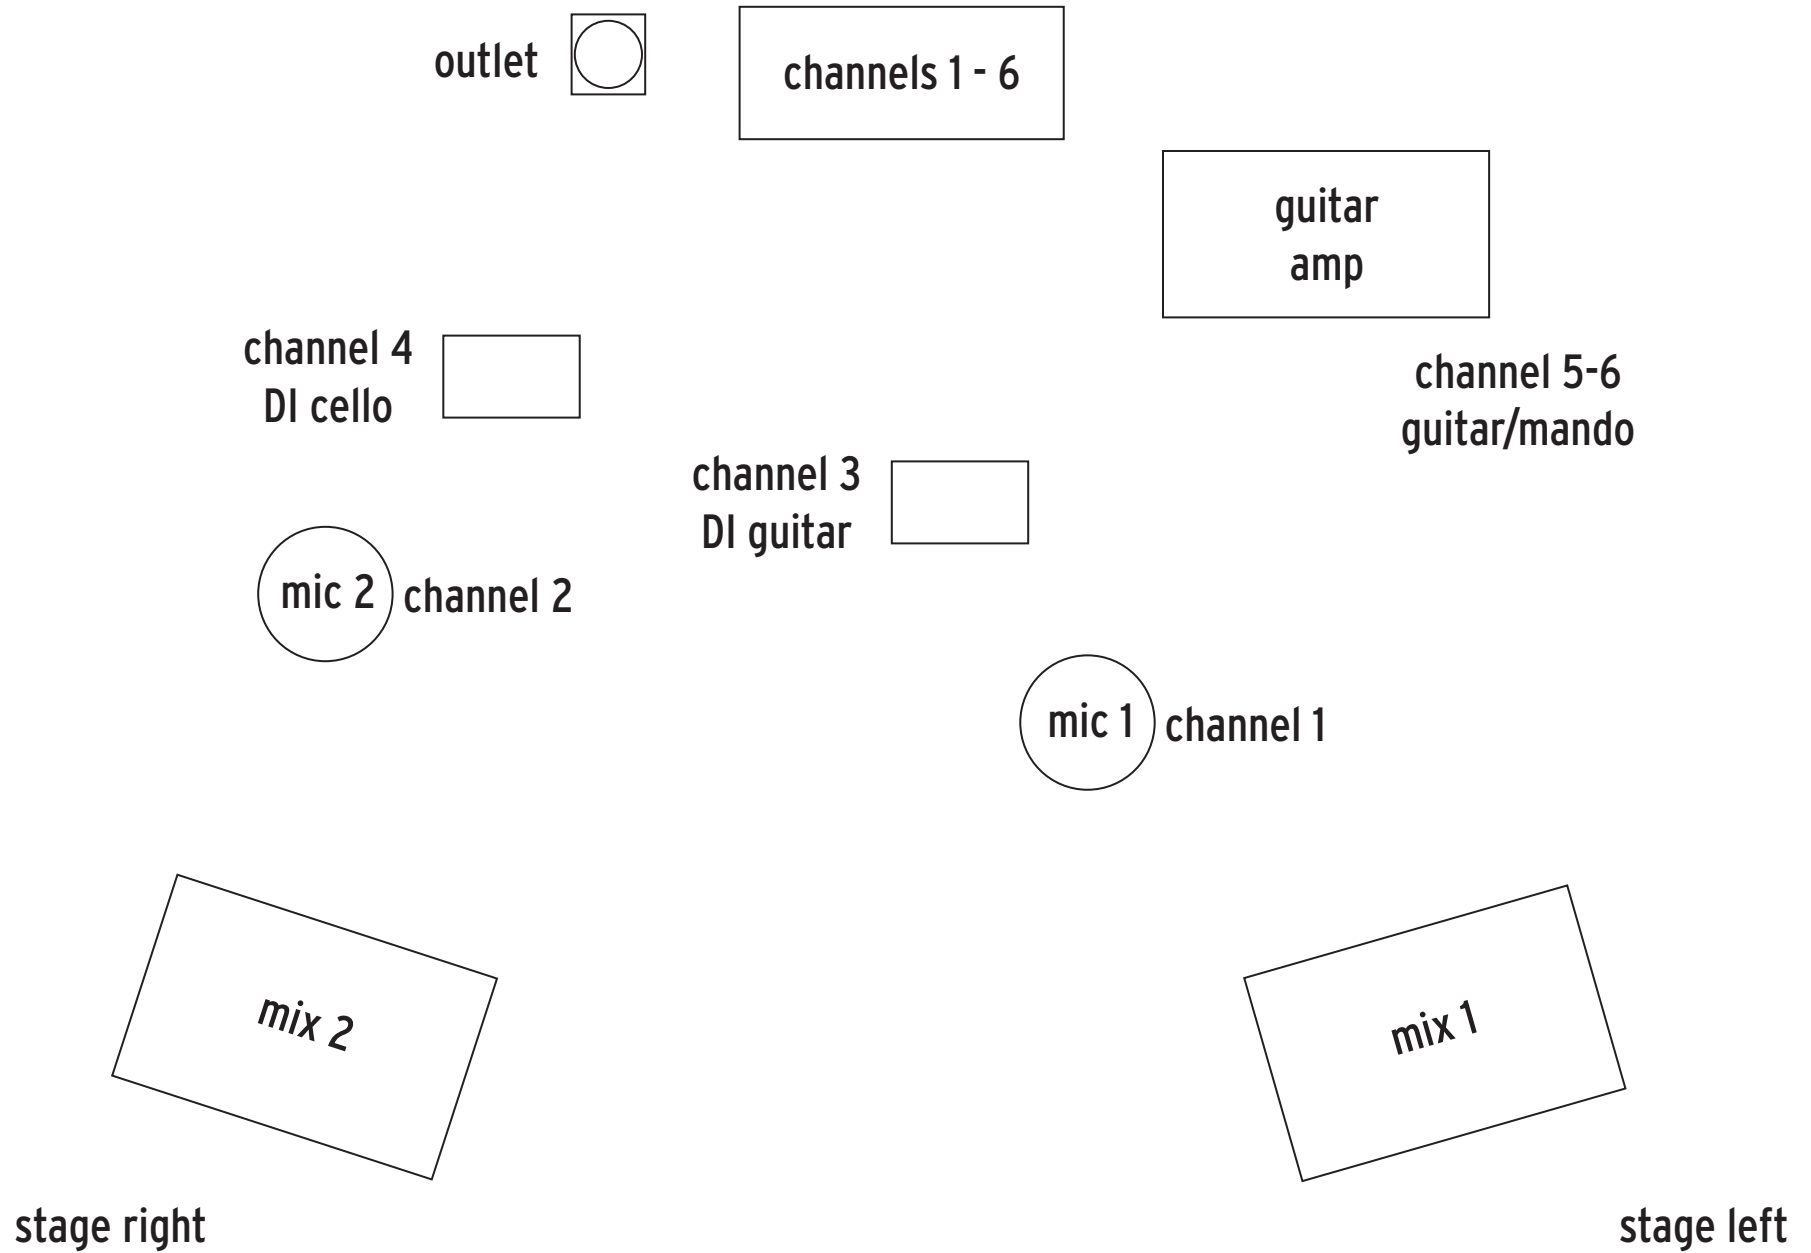 outlet
channels 1 - 6
guitar
amp
channel 4
DI cello
channel 5-6
guitar/mando
channel 3
DI guitar
mic 2
channel 2
mic 1
channel 1
mix 2
mix 1
stage right
stage left